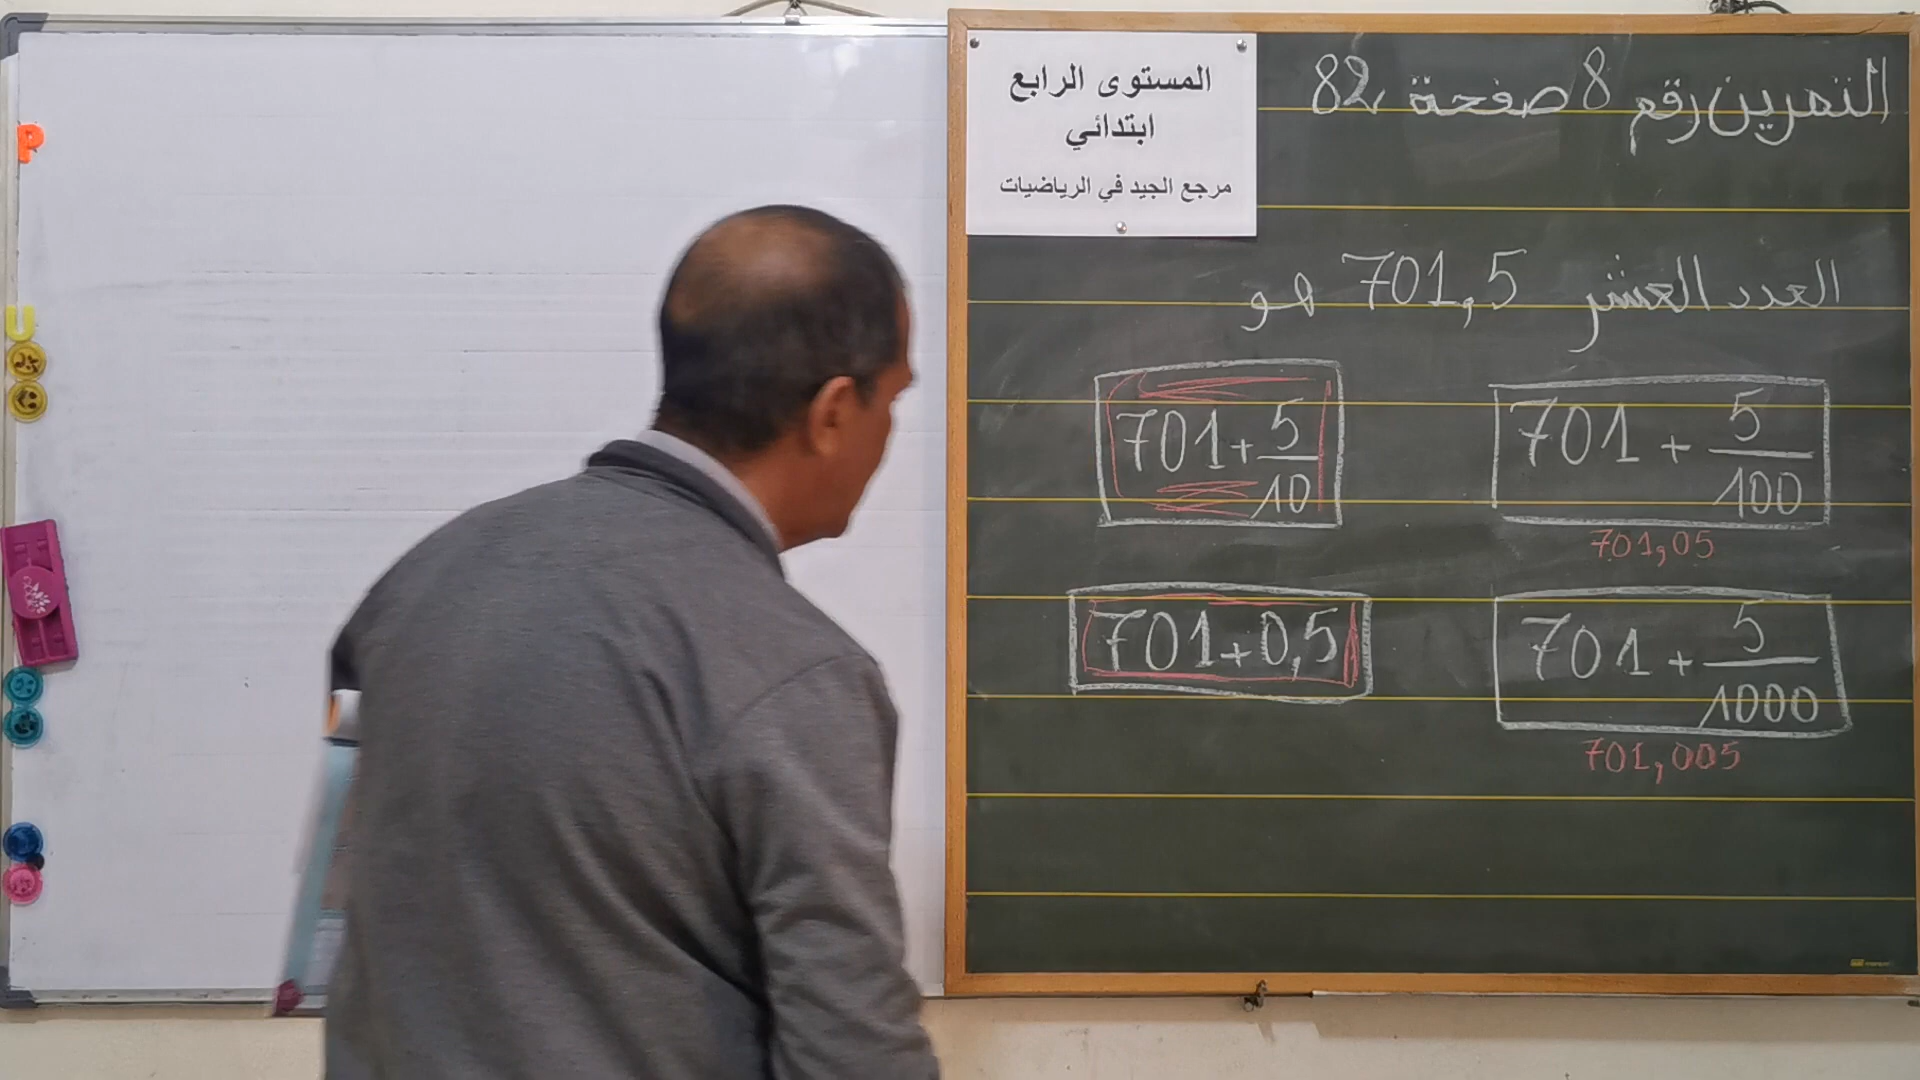 المستوى الرابع
ابتدائي
مرجع الجيد في الرياضيات
التمرين رقم 8 صفحة 82
العدد العشر 701,5 هو
701 + 5/100
701,05
701 + 5/10
701 + 5/1000
701,005
701 + 0,5